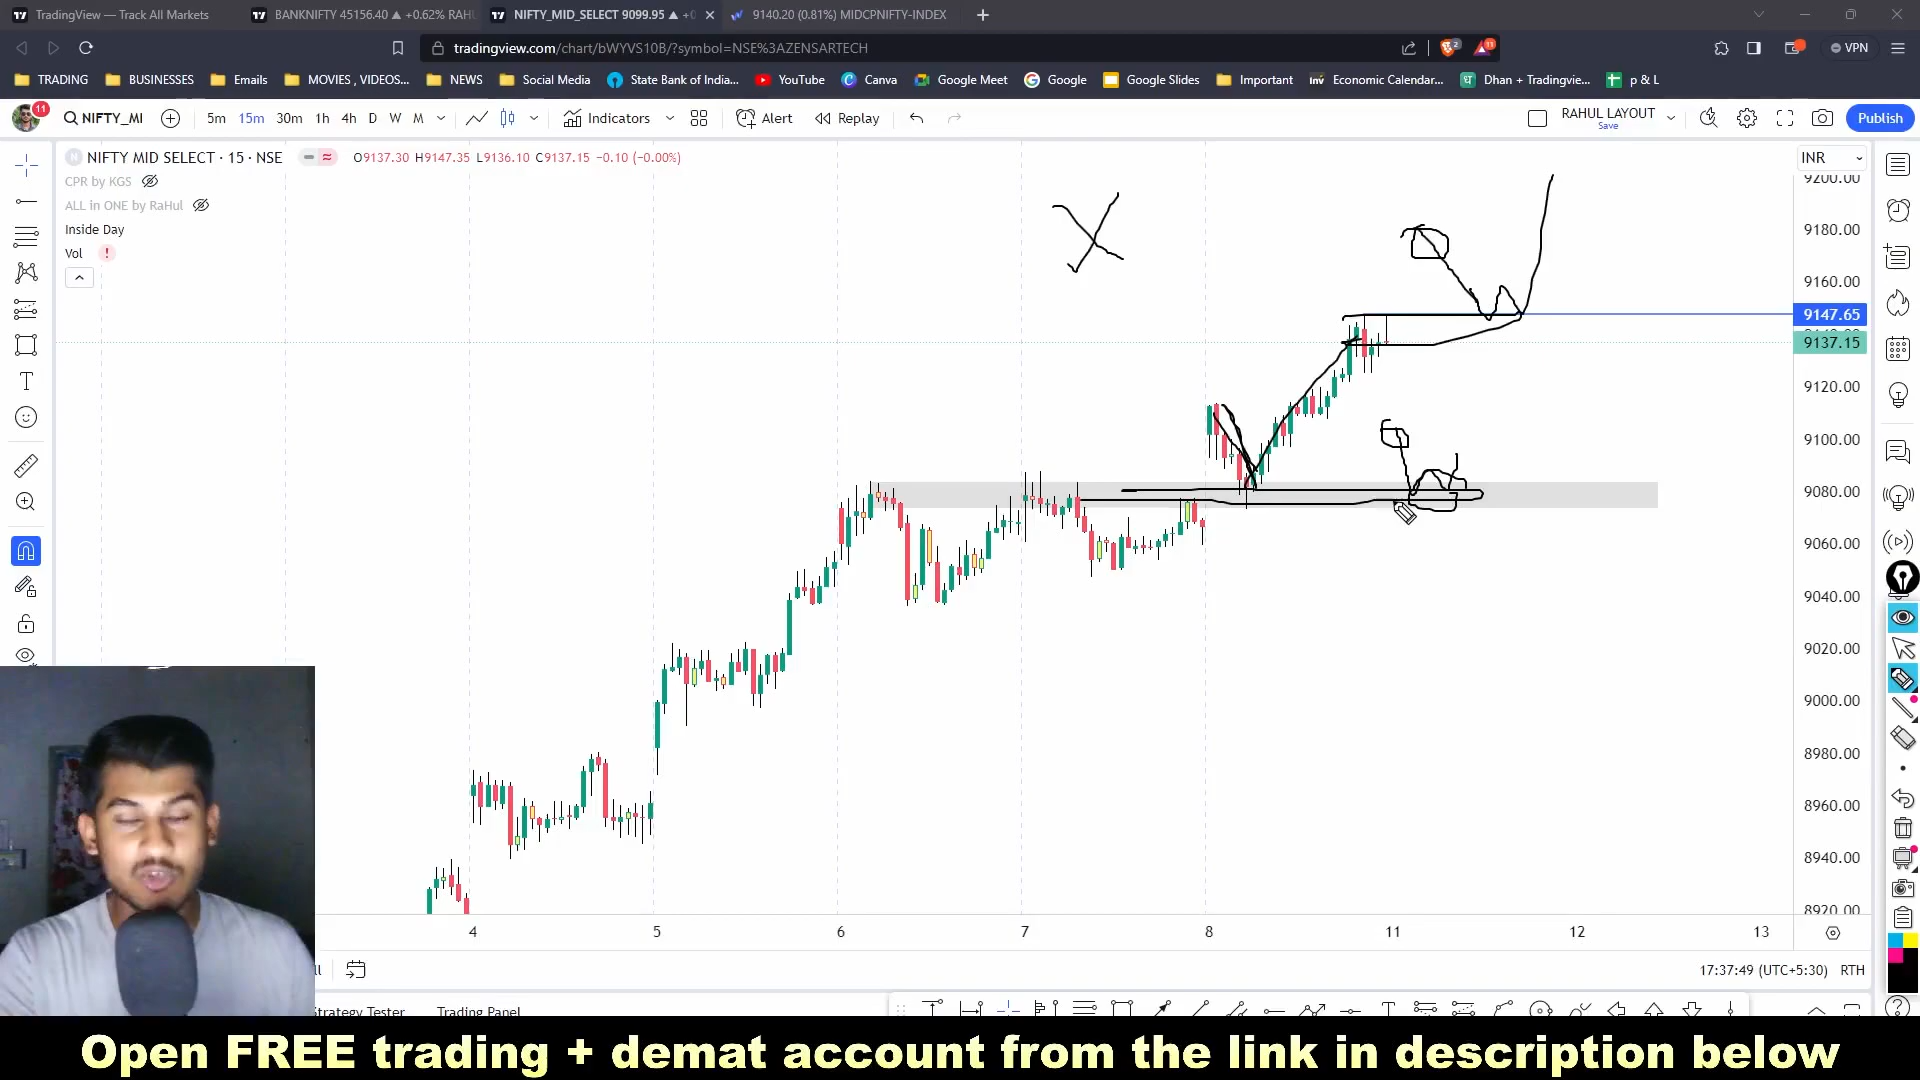 TradingView — Track All Markets
BANKNIFTY 45156.40 ▲ +0.62% RAHU
NIFTY_MID_SELECT 9099.95 ▲ +0
9140.20 (0.81%) MIDCPNIFTY-INDEX
tradingview.com/chart/bWYVS10B/?symbol=NSE%3AZENSARTECH
2
11
VPN
TRADING
BUSINESSES
Emails
MOVIES , VIDEOS...
NEWS
Social Media
State Bank of India...
YouTube
Canva
Google Meet
Google
Google Slides
Important
inv Economic Calendar...
Dhan + Tradingvie...
p & L
11
NIFTY_MI
5m 15m 30m 1h 4h D W M
Indicators
Alert
Replay
RAHUL LAYOUT
Save
Publish
NIFTY MID SELECT · 15 · NSE
O9137.30 H9147.35 L9136.10 C9137.15 −0.10 (−0.00%)
INR
CPR by KGS
ALL in ONE by RaHul
Inside Day
Vol !
9200.00
9180.00
9160.00
9147.65
9137.15
9120.00
9100.00
9080.00
9060.00
9040.00
9020.00
9000.00
8980.00
8960.00
8940.00
8920.00
4 5 6 7 8 11 12 13
17:37:49 (UTC+5:30) RTH
Strategy Tester
Trading Panel
Open FREE trading + demat account from the link in description below